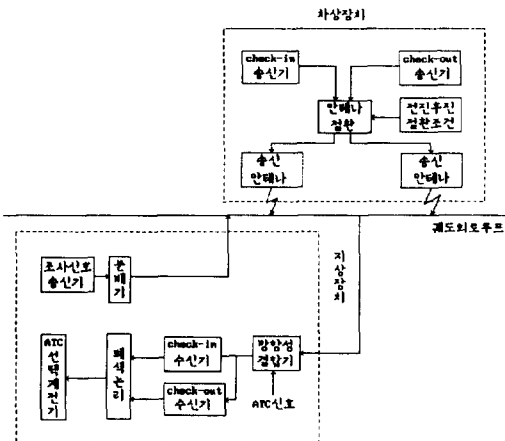 차상장치
check-in
송신기
check-out
송신기
안테나
절환
전진후진
절환조건
송신
안테나
송신
안테나
궤도회로루프
지상장치
조사신호
송신기
분배기
ATC
선택계전기
폐색논리
check-in
수신기
check-out
수신기
방향성
결합기
ATC신호